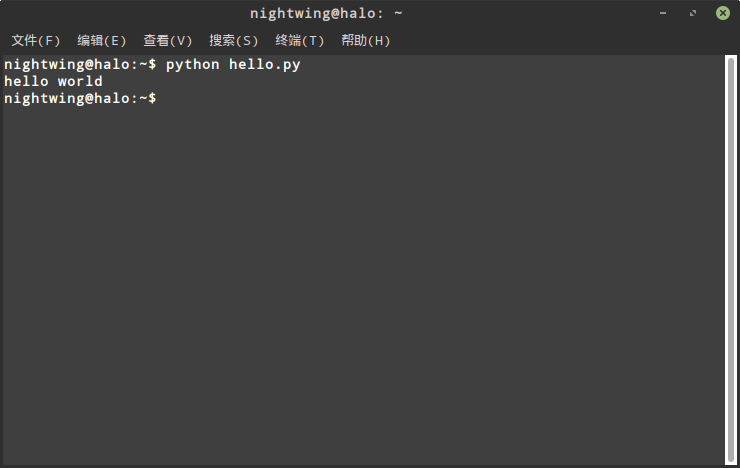 nightwing@halo: ~
文件(F) 编辑(E) 查看(V) 搜索(S) 终端(T) 帮助(H)
nightwing@halo:~$ python hello.py
hello world
nightwing@halo:~$